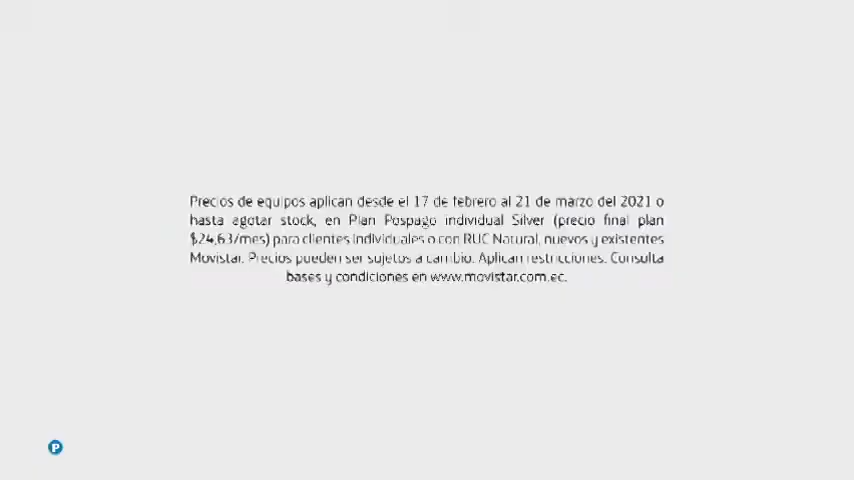 Precios de equipos aplican desde el 17 de febrero al 21 de marzo del 2021 o
hasta agotar stock, en Plan Pospago individual Silver (precio final plan
$24,63/mes) para clientes individuales o con RUC Natural, nuevos y existentes
Movistar. Precios pueden ser sujetos a cambio. Aplican restricciones. Consulta
bases y condiciones en www.movistar.com.ec.
P